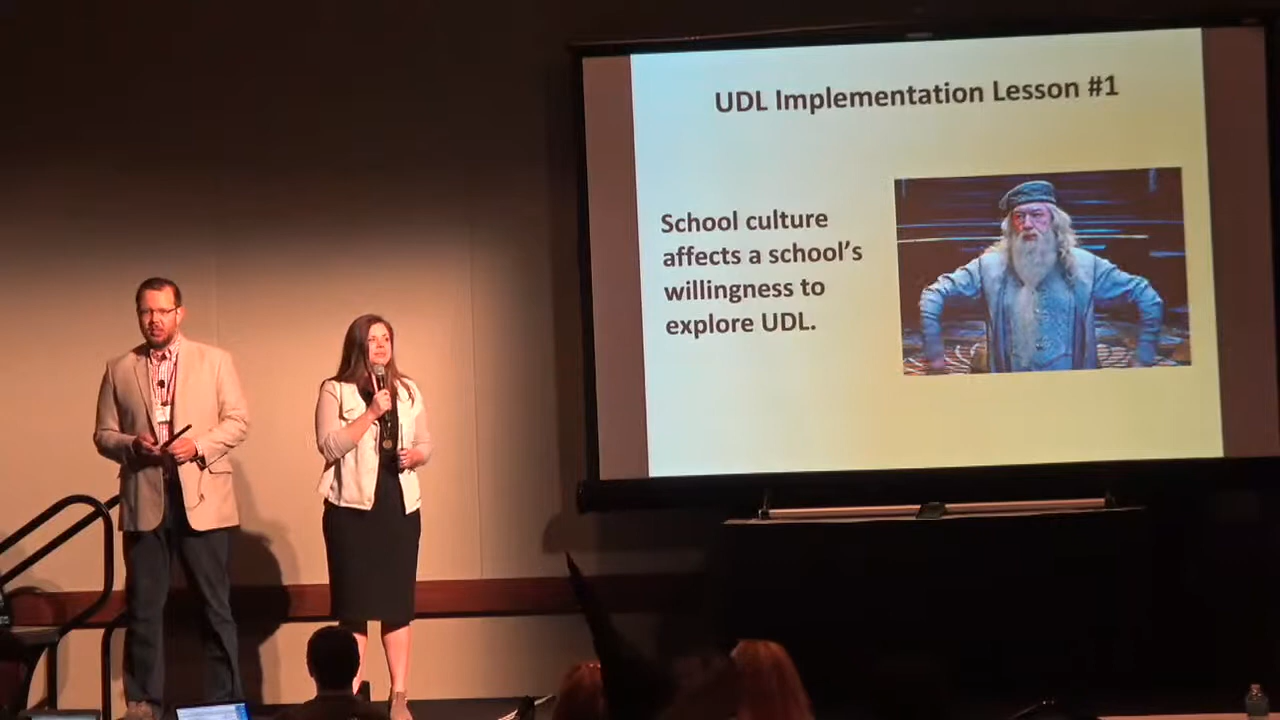 UDL Implementation Lesson #1
School culture
affects a school's
willingness to
explore UDL.